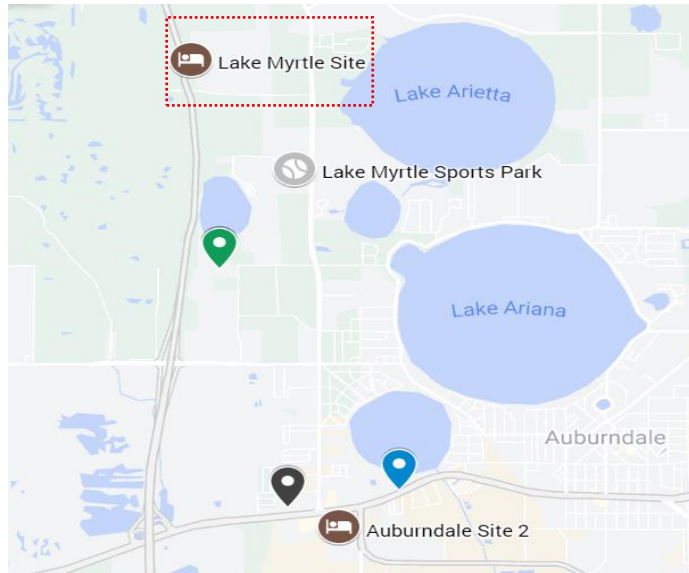 Lake Myrtle Site
Lake Arietta
Lake Myrtle Sports Park
Lake Ariana
Auburndale
Auburndale Site 2